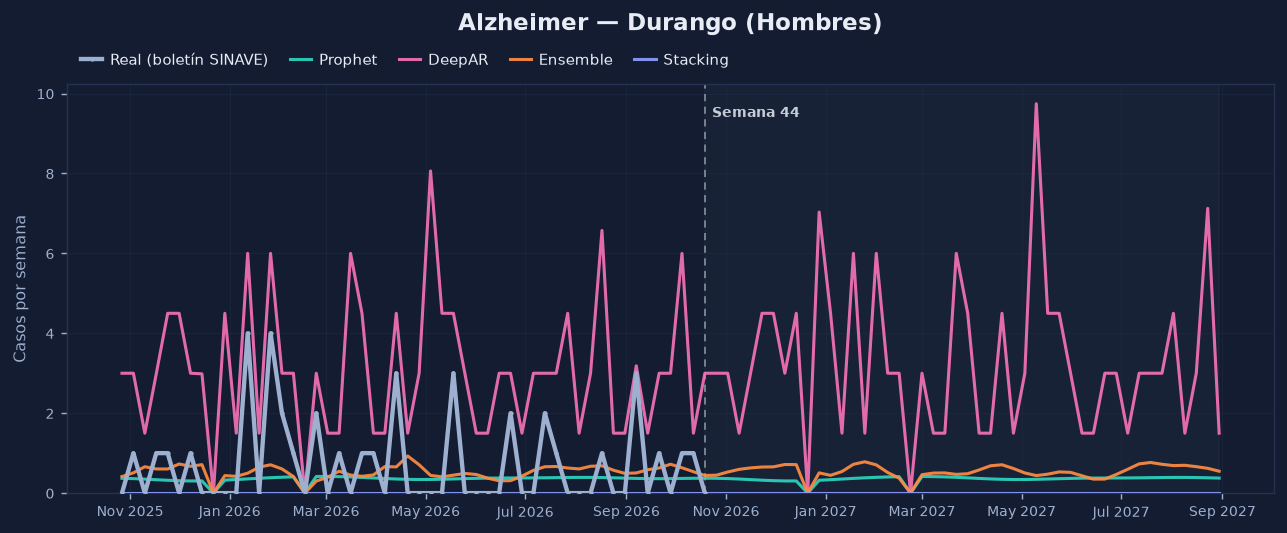 Alzheimer — Durango (Hombres)
Real (boletín SINAVE) Prophet DeepAR Ensemble Stacking
Casos por semana
10
8
6
4
2
0
Semana 44
Nov 2025 Jan 2026 Mar 2026 May 2026 Jul 2026 Sep 2026 Nov 2026 Jan 2027 Mar 2027 May 2027 Jul 2027 Sep 2027